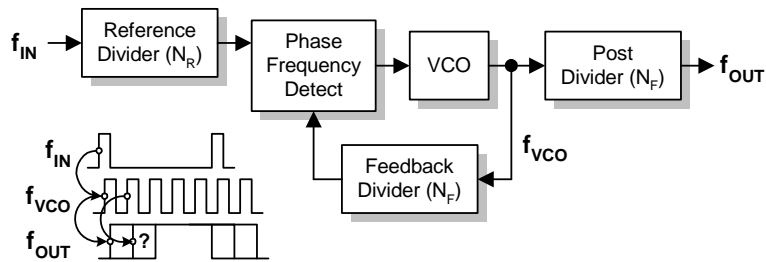 f_IN
Reference
Divider (N_R)
Phase
Frequency
Detect
VCO
Post
Divider (N_F)
f_OUT
f_VCO
Feedback
Divider (N_F)
f_IN
f_VCO
f_OUT
?